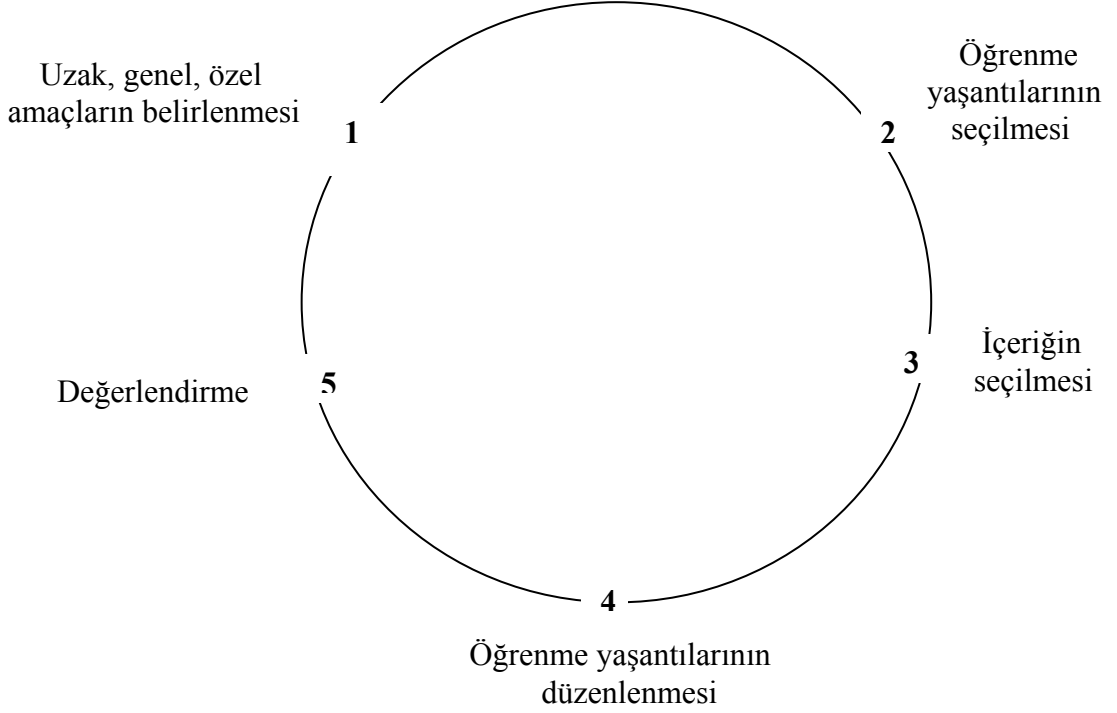 Uzak, genel, özel
amaçların belirlenmesi
1
2
Öğrenme
yaşantılarının
seçilmesi
3
İçeriğin
seçilmesi
4
Öğrenme yaşantılarının
düzenlenmesi
5
Değerlendirme